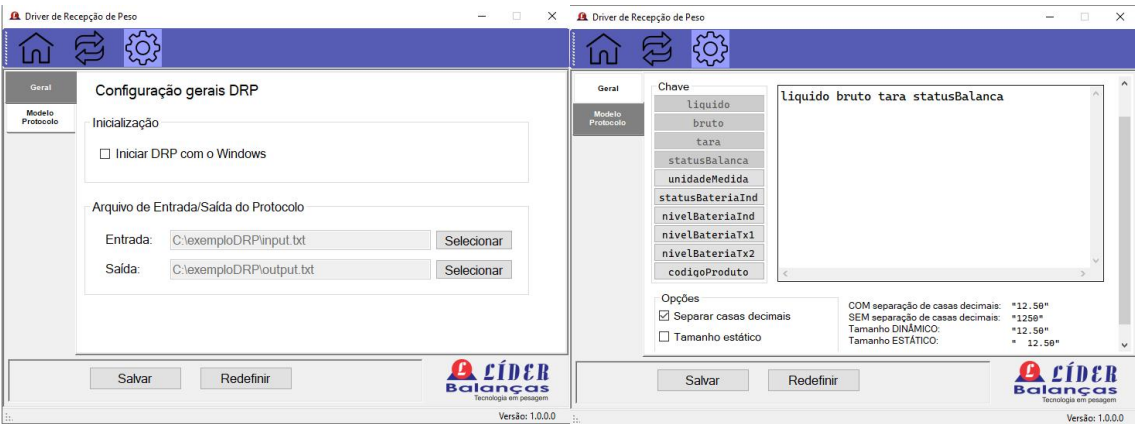 Driver de Recepção de Peso
Geral
Modelo
Protocolo
Configuração gerais DRP
Inicialização
Iniciar DRP com o Windows
Arquivo de Entrada/Saída do Protocolo
Entrada:
C:\exemploDRP\input.txt
Selecionar
Saída:
C:\exemploDRP\output.txt
Selecionar
Salvar
Redefinir
LÍDER
Balanças
Tecnologia em pesagem
Versão: 1.0.0.0
Driver de Recepção de Peso
Geral
Modelo
Protocolo
Chave
liquido
bruto
tara
statusBalanca
unidadeMedida
statusBateriaInd
nivelBateriaInd
nivelBateriaTx1
nivelBateriaTx2
codigoProduto
liquido bruto tara statusBalanca
Opções
Separar casas decimais
Tamanho estático
COM separação de casas decimais: "12.50"
SEM separação de casas decimais: "1250"
Tamanho DINÂMICO: "12.50"
Tamanho ESTÁTICO: "  12.50"
Salvar
Redefinir
LÍDER
Balanças
Tecnologia em pesagem
Versão: 1.0.0.0